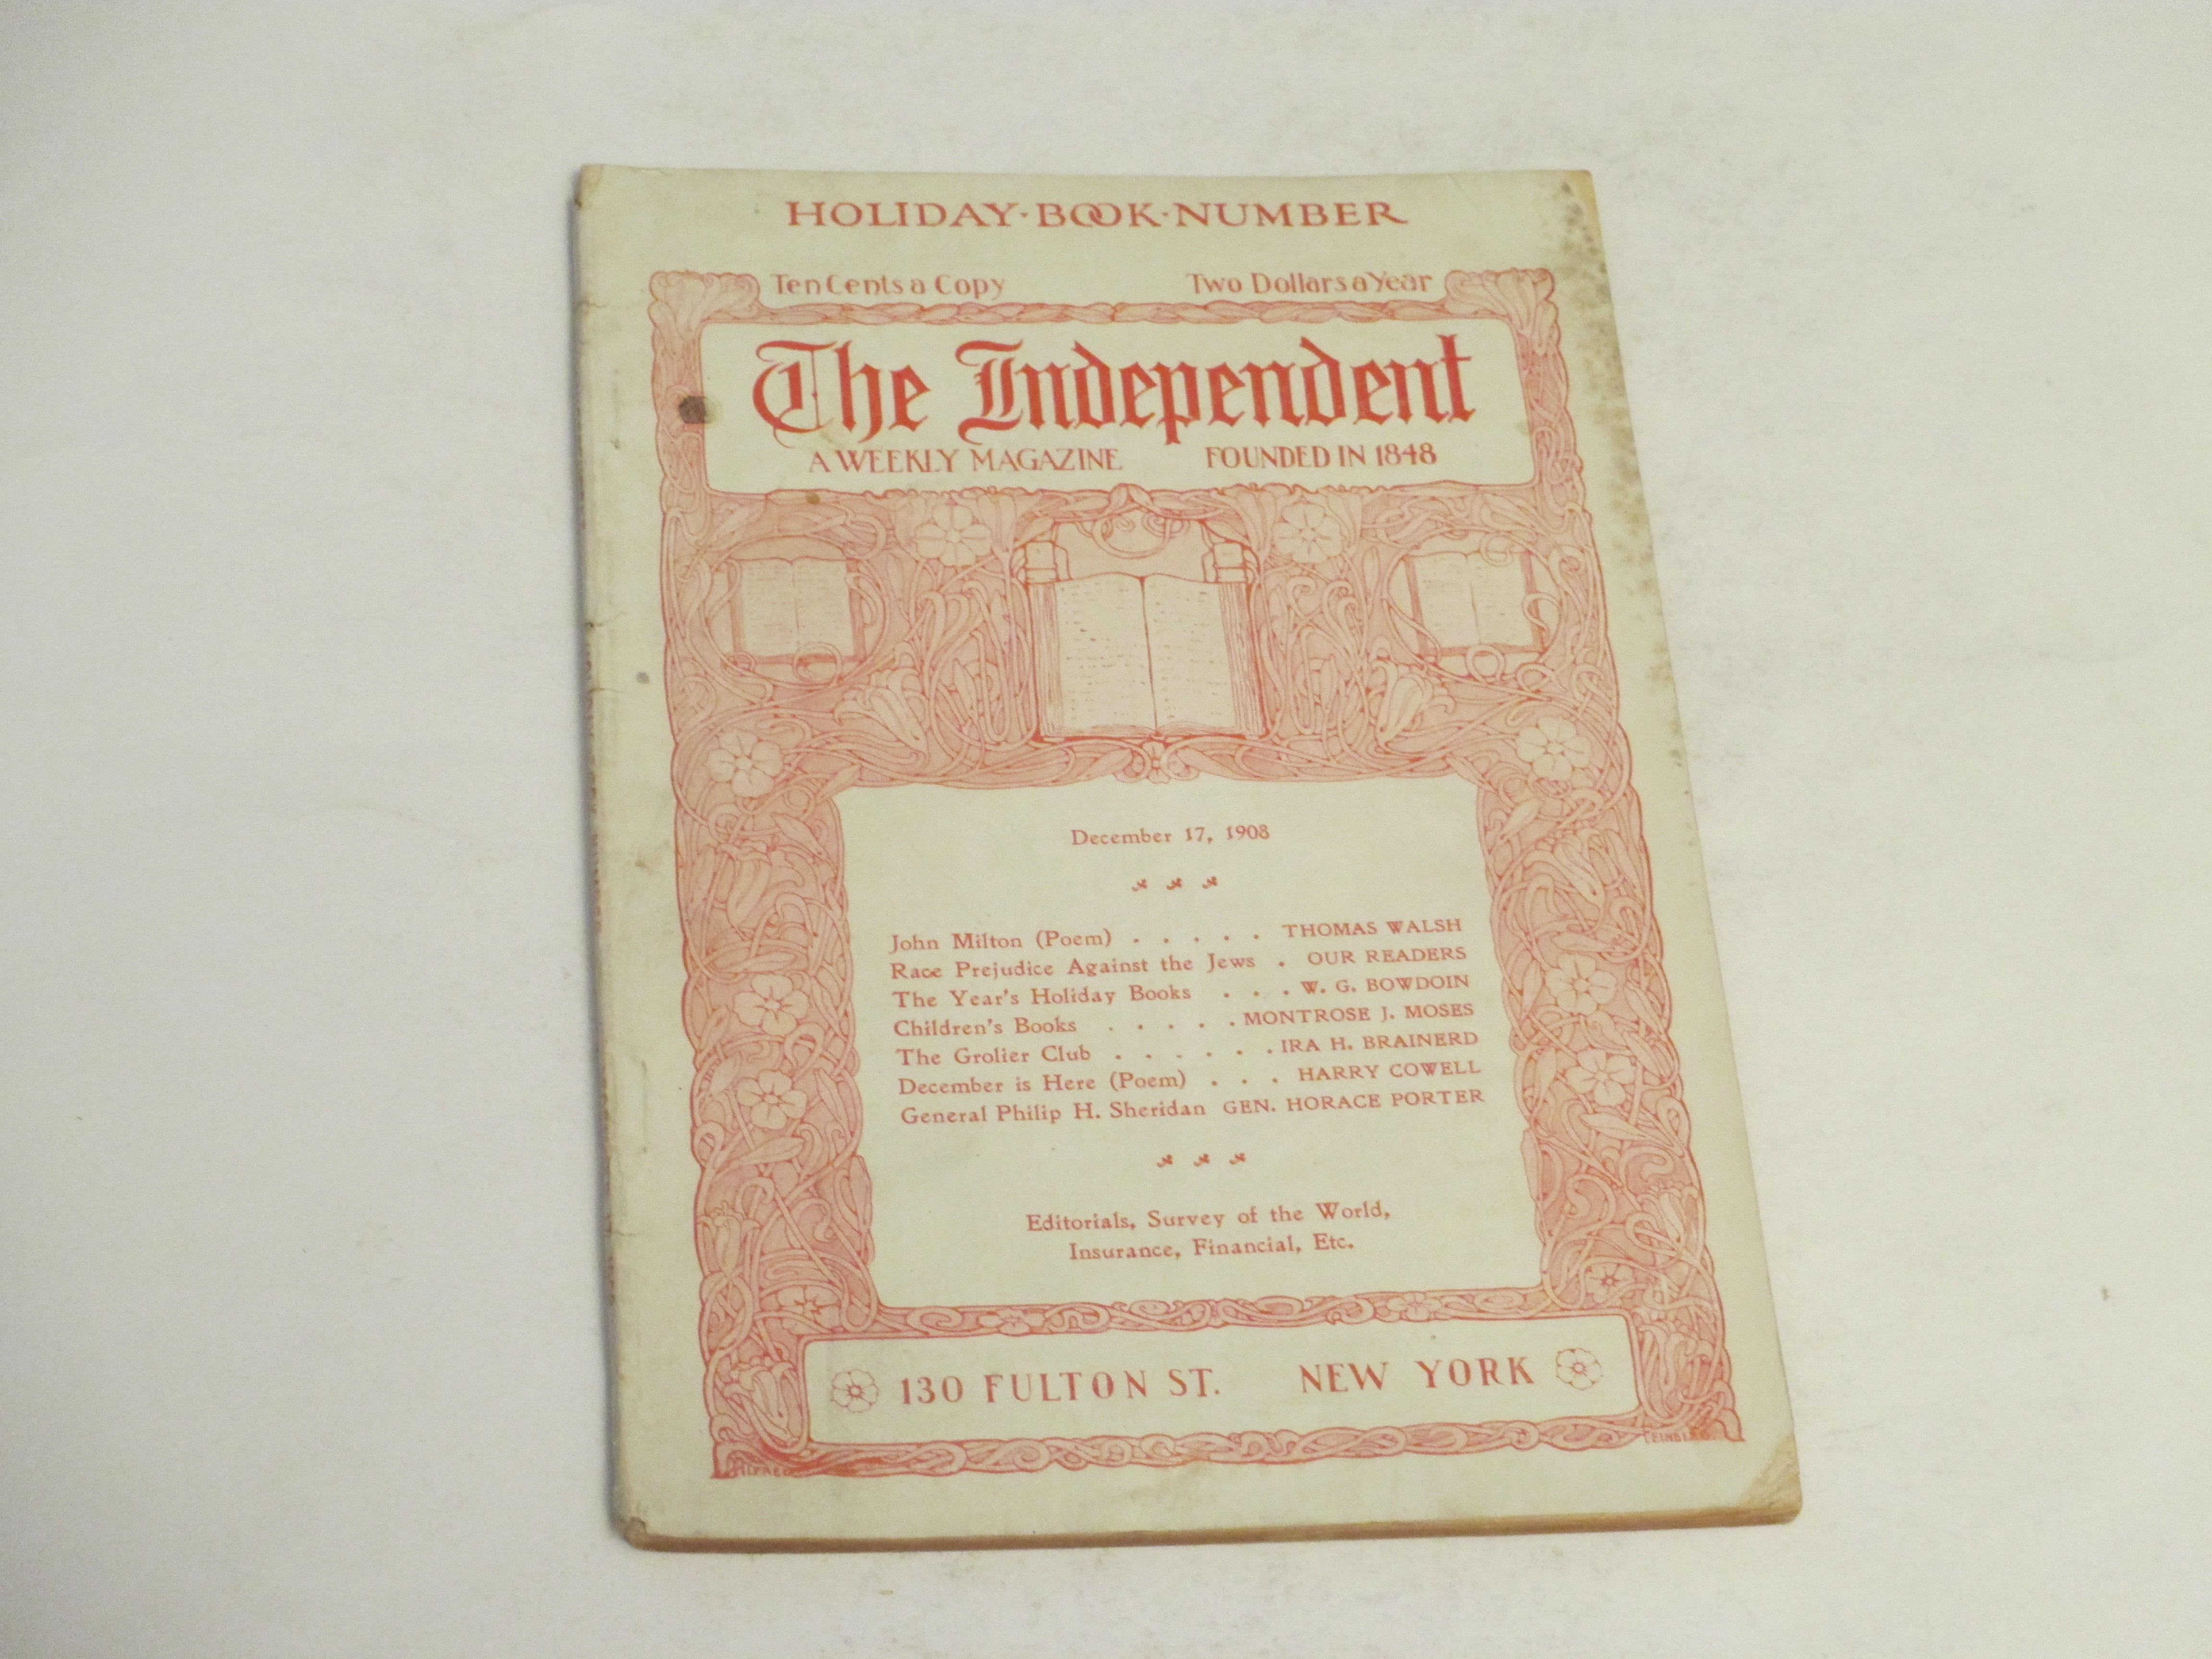 HOLIDAY·BOOK·NUMBER
Ten Cents a Copy Two Dollars a Year
The Independent
A WEEKLY MAGAZINE FOUNDED IN 1848
December 17, 1908
John Milton (Poem) . . . . . THOMAS WALSH
Race Prejudice Against the Jews . OUR READERS
The Year's Holiday Books . . . W. G. BOWDOIN
Children's Books . . . . . MONTROSE J. MOSES
The Grolier Club . . . . . . IRA H. BRAINERD
December is Here (Poem) . . . HARRY COWELL
General Philip H. Sheridan GEN. HORACE PORTER
Editorials, Survey of the World,
Insurance, Financial, Etc.
130 FULTON ST. NEW YORK